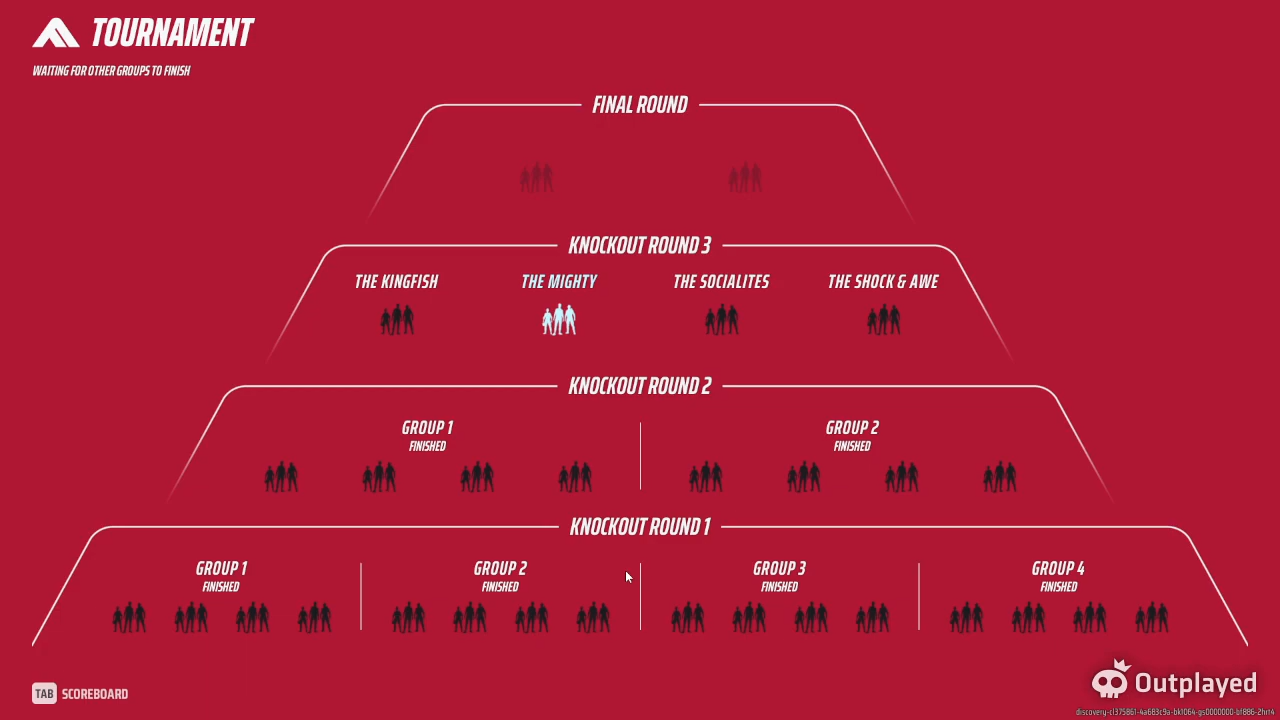 TOURNAMENT
WAITING FOR OTHER GROUPS TO FINISH
FINAL ROUND
KNOCKOUT ROUND 3
THE KINGFISH THE MIGHTY THE SOCIALITES THE SHOCK & AWE
KNOCKOUT ROUND 2
GROUP 1 GROUP 2
FINISHED FINISHED
KNOCKOUT ROUND 1
GROUP 1 GROUP 2 GROUP 3 GROUP 4
FINISHED FINISHED FINISHED FINISHED
TAB SCOREBOARD
Outplayed